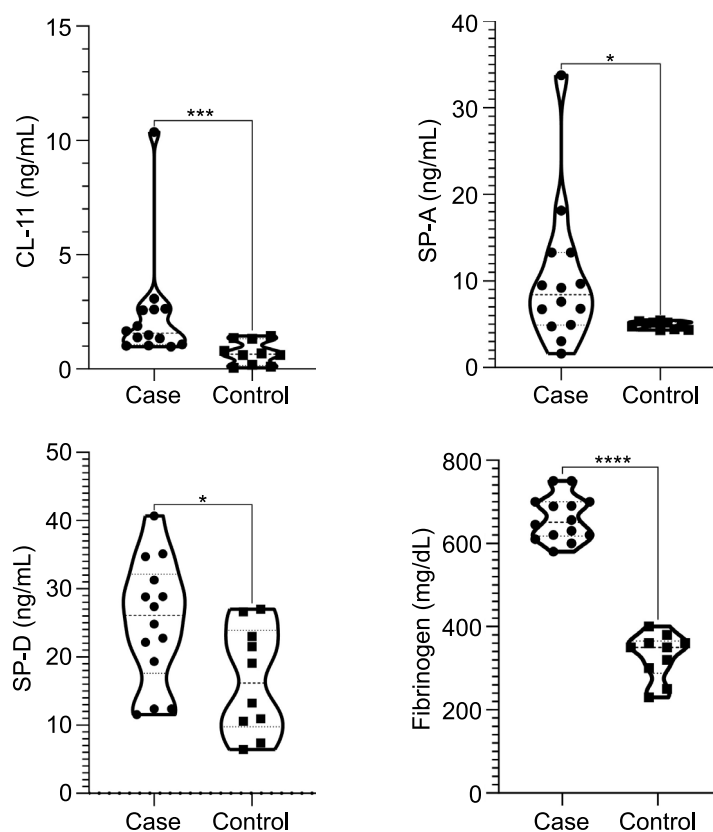 CL-11 (ng/mL)
15
10
5
0
***
Case
Control
SP-A (ng/mL)
40
30
20
10
0
*
Case
Control
SP-D (ng/mL)
50
40
30
20
10
0
*
Case
Control
Fibrinogen (mg/dL)
800
600
400
200
0
****
Case
Control